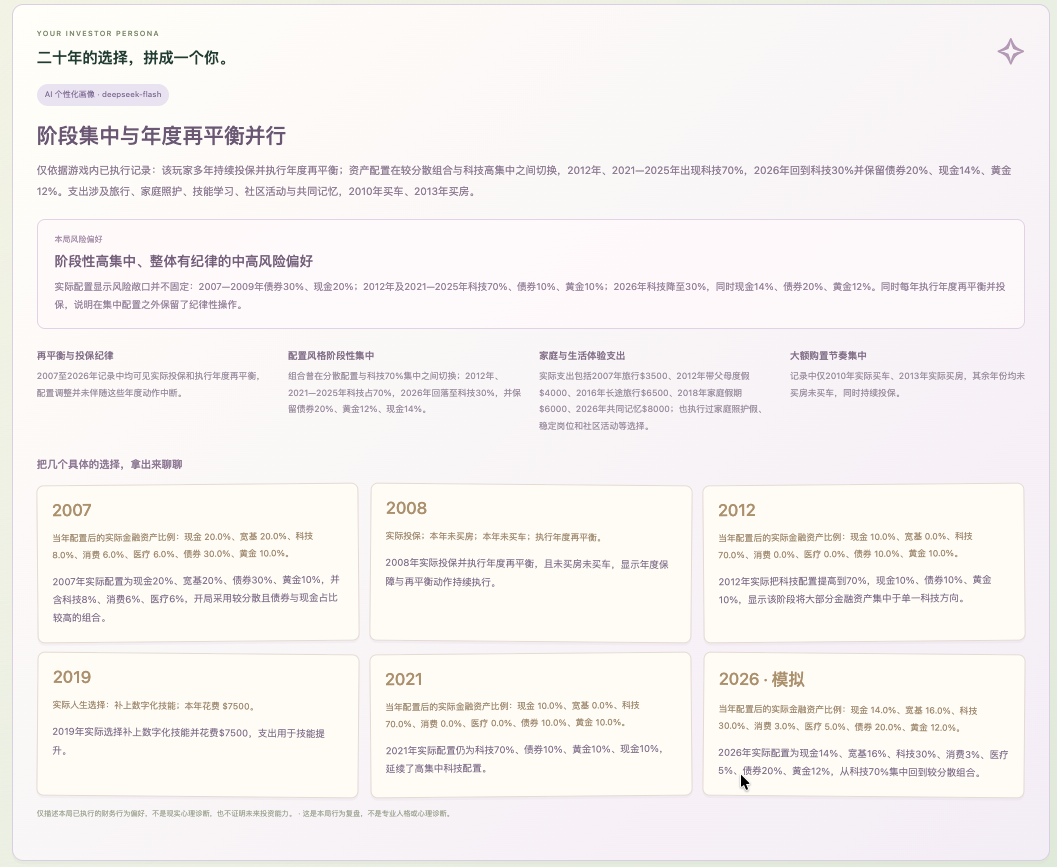 YOUR INVESTOR PERSONA
二十年的选择，拼成一个你。
AI 个性化画像 · deepseek-flash
阶段集中与年度再平衡并行
仅依据游戏内已执行记录：该玩家多年持续投保并执行年度再平衡；资产配置在较分散组合与科技高集中之间切换，2012年、2021—2025年出现科技70%，2026年回到科技30%并保留债券20%、现金14%、黄金
12%。支出涉及旅行、家庭照护、技能学习、社区活动与共同记忆，2010年买车、2013年买房。
本局风险偏好
阶段性高集中、整体有纪律的中高风险偏好
实际配置显示风险敞口并不固定：2007—2009年债券30%、现金20%；2012年及2021—2025年科技70%、债券10%、黄金10%；2026年科技降至30%，同时现金14%、债券20%、黄金12%。同时每年执行年度再平衡并投
保，说明在集中配置之外保留了纪律性操作。
再平衡与投保纪律
2007至2026年记录中均可见实际投保和执行年度再平衡，
配置调整并未伴随这些年度动作中断。
配置风格阶段性集中
组合曾在分散配置与科技70%集中之间切换；2012年、
2021—2025年科技占70%，2026年回落至科技30%，并保
留债券20%、黄金12%、现金14%。
家庭与生活体验支出
实际支出包括2007年旅行$3500、2012年带父母度假
$4000、2016年长途旅行$6500、2018年家庭假期
$6000、2026年共同记忆$8000；也执行过家庭照护假、
稳定岗位和社区活动等选择。
大额购置节奏集中
记录中仅2010年实际买车、2013年实际买房，其余年份均未
买房未买车，同时持续投保。
把几个具体的选择，拿出来聊聊
2007
当年配置后的实际金融资产比例：现金 20.0%、宽基 20.0%、科技
8.0%、消费 6.0%、医疗 6.0%、债券 30.0%、黄金 10.0%。
2007年实际配置为现金20%、宽基20%、债券30%、黄金10%，并
含科技8%、消费6%、医疗6%，开局采用较分散且债券与现金占比
较高的组合。
2008
实际投保；本年未买房；本年未买车；执行年度再平衡。
2008年实际投保并执行年度再平衡，且未买房未买车，显示年度保
障与再平衡动作持续执行。
2012
当年配置后的实际金融资产比例：现金 10.0%、宽基 0.0%、科技
70.0%、消费 0.0%、医疗 0.0%、债券 10.0%、黄金 10.0%。
2012年实际把科技配置提高到70%，现金10%、债券10%、黄金
10%，显示该阶段将大部分金融资产集中于单一科技方向。
2019
实际人生选择：补上数字化技能；本年花费 $7500。
2019年实际选择补上数字化技能并花费$7500，支出用于技能提
升。
2021
当年配置后的实际金融资产比例：现金 10.0%、宽基 0.0%、科技
70.0%、消费 0.0%、医疗 0.0%、债券 10.0%、黄金 10.0%。
2021年实际配置仍为科技70%、债券10%、黄金10%、现金10%，
延续了高集中科技配置。
2026 · 模拟
当年配置后的实际金融资产比例：现金 14.0%、宽基 16.0%、科技
30.0%、消费 3.0%、医疗 5.0%、债券 20.0%、黄金 12.0%。
2026年实际配置为现金14%、宽基16%、科技30%、消费3%、医疗
5%、债券20%、黄金12%，从科技70%集中回到较分散组合。
仅描述本局已执行的财务行为偏好，不是现实心理诊断，也不证明未来投资能力。 · 这是本局行为复盘，不是专业人格或心理诊断。